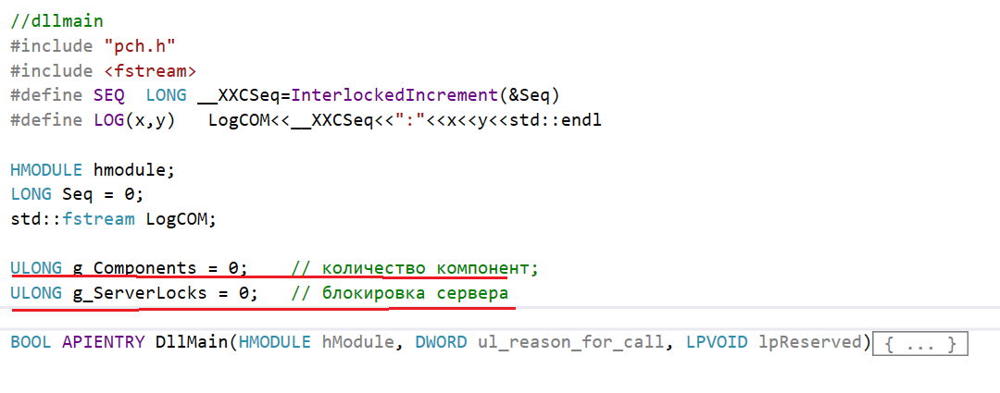 //dllmain
#include "pch.h"
#include <fstream>
#define SEQ  LONG __XXCSeq=InterlockedIncrement(&Seq)
#define LOG(x,y)   LogCOM<<__XXCSeq<<":"<<x<<y<<std::endl
HMODULE hmodule;
LONG Seq = 0;
std::fstream LogCOM;
ULONG g_Components = 0;    // количество компонент;
ULONG g_ServerLocks = 0;   // блокировка сервера
BOOL APIENTRY DllMain(HMODULE hModule, DWORD ul_reason_for_call, LPVOID lpReserved){ ... }